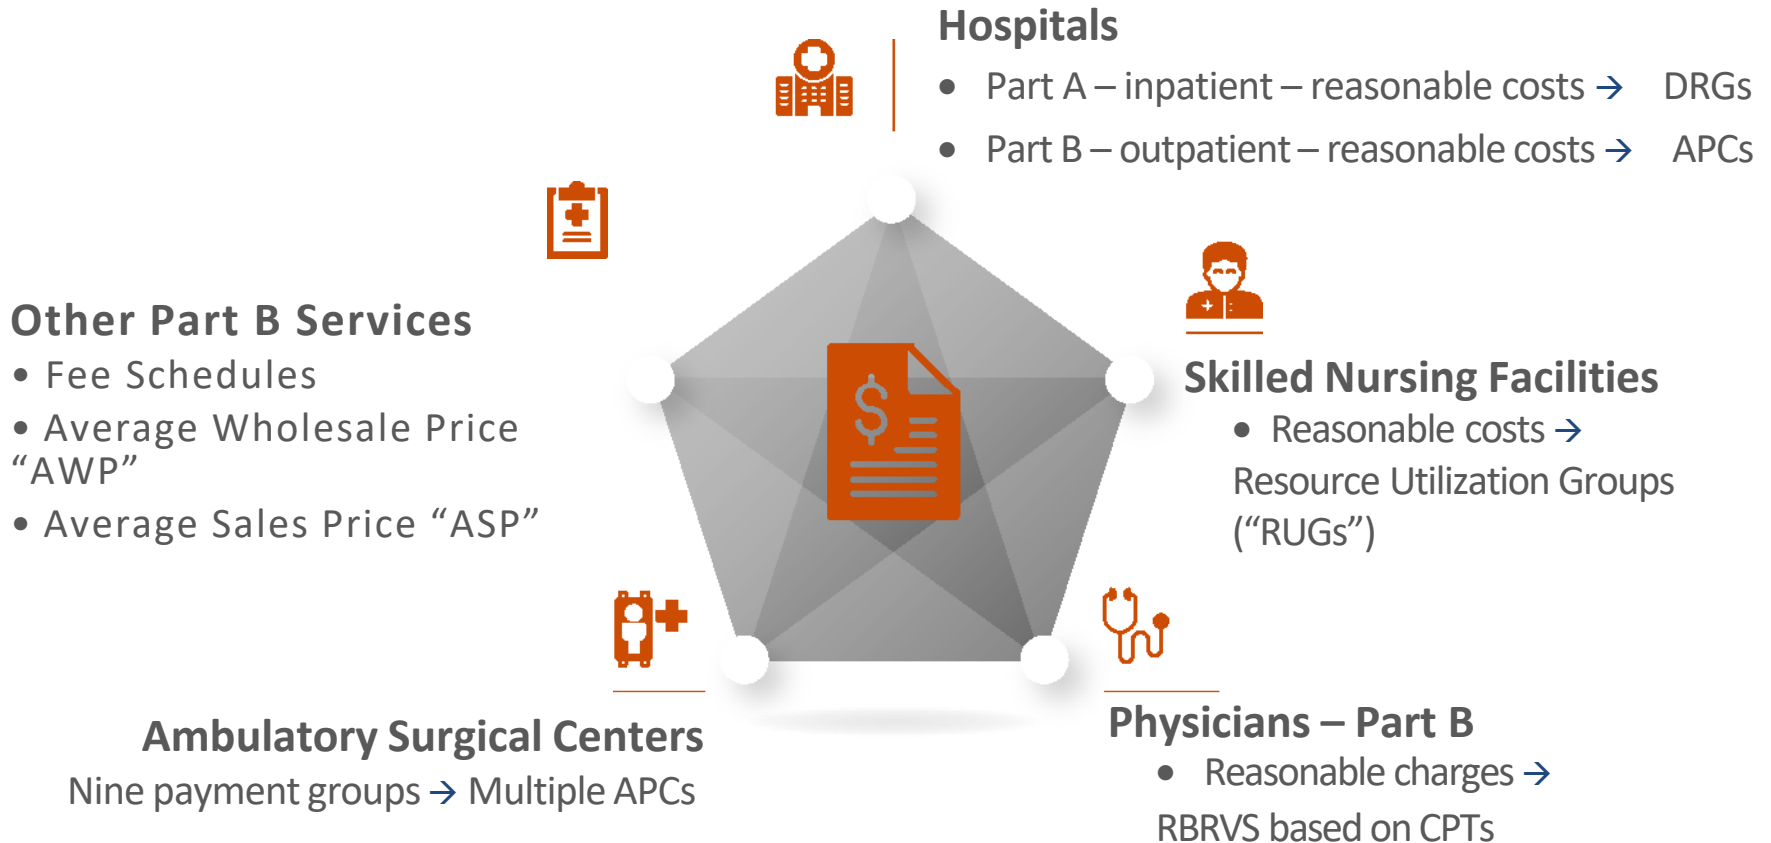 Hospitals
• Part A – inpatient – reasonable costs → DRGs
• Part B – outpatient – reasonable costs → APCs
Other Part B Services
• Fee Schedules
• Average Wholesale Price
“AWP”
• Average Sales Price “ASP”
Skilled Nursing Facilities
• Reasonable costs →
Resource Utilization Groups
(“RUGs”)
$
Ambulatory Surgical Centers
Nine payment groups → Multiple APCs
Physicians – Part B
• Reasonable charges →
RBRVS based on CPTs